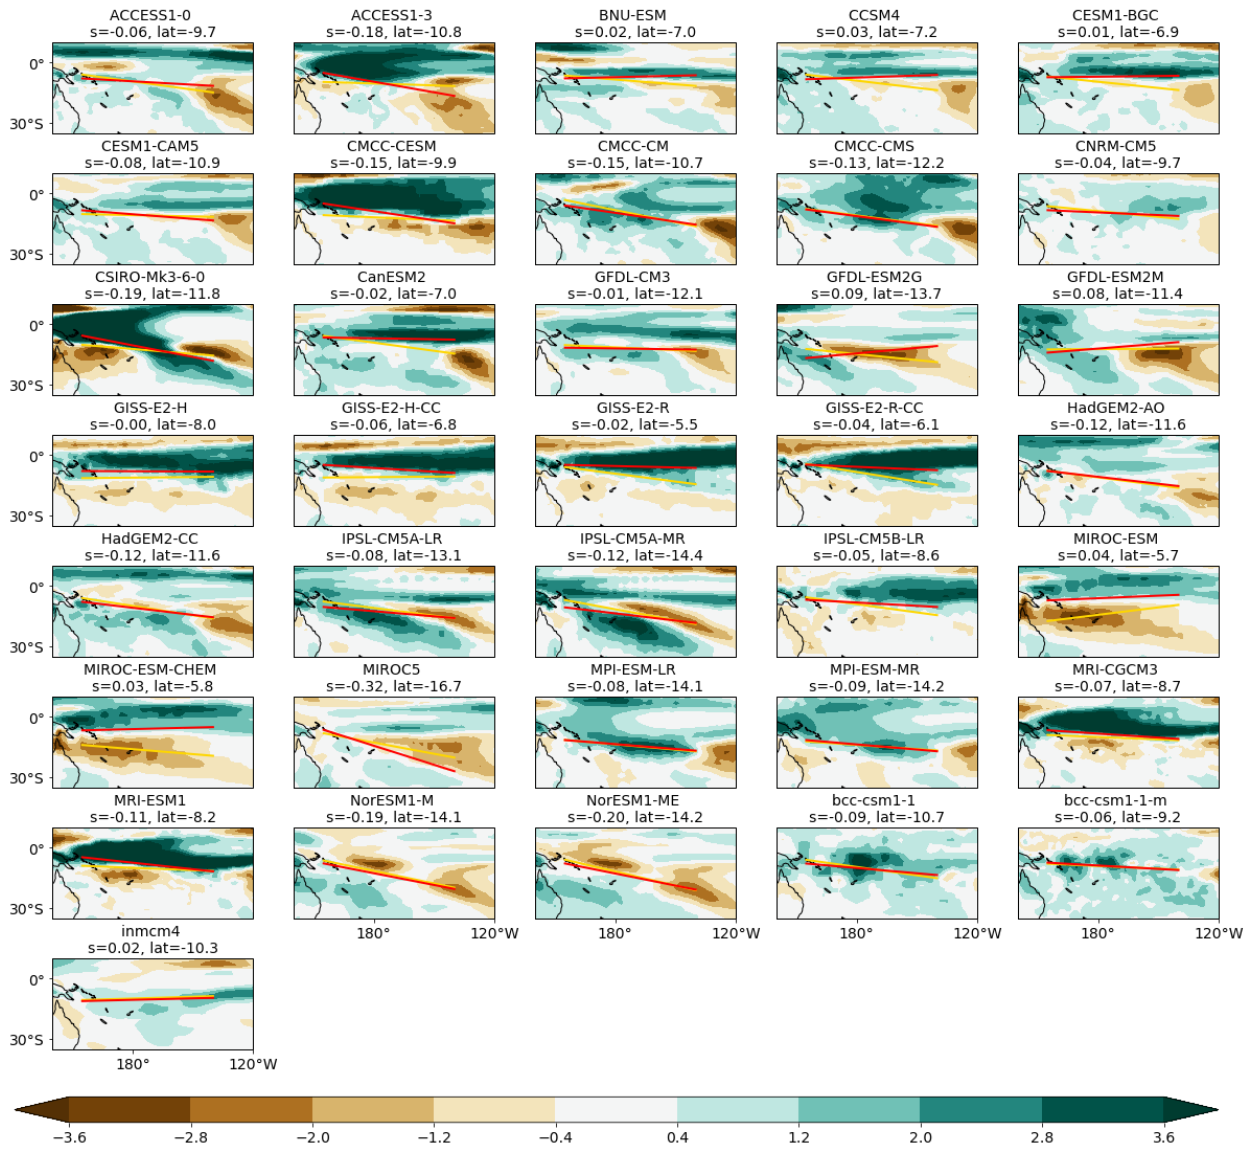 ACCESS1-0
s=-0.06, lat=-9.7
ACCESS1-3
s=-0.18, lat=-10.8
BNU-ESM
s=0.02, lat=-7.0
CCSM4
s=0.03, lat=-7.2
CESM1-BGC
s=0.01, lat=-6.9
0°
30°S
CESM1-CAM5
s=-0.08, lat=-10.9
CMCC-CESM
s=-0.15, lat=-9.9
CMCC-CM
s=-0.15, lat=-10.7
CMCC-CMS
s=-0.13, lat=-12.2
CNRM-CM5
s=-0.04, lat=-9.7
0°
30°S
CSIRO-Mk3-6-0
s=-0.19, lat=-11.8
CanESM2
s=-0.02, lat=-7.0
GFDL-CM3
s=-0.01, lat=-12.1
GFDL-ESM2G
s=0.09, lat=-13.7
GFDL-ESM2M
s=0.08, lat=-11.4
0°
30°S
GISS-E2-H
s=-0.00, lat=-8.0
GISS-E2-H-CC
s=-0.06, lat=-6.8
GISS-E2-R
s=-0.02, lat=-5.5
GISS-E2-R-CC
s=-0.04, lat=-6.1
HadGEM2-AO
s=-0.12, lat=-11.6
0°
30°S
HadGEM2-CC
s=-0.12, lat=-11.6
IPSL-CM5A-LR
s=-0.08, lat=-13.1
IPSL-CM5A-MR
s=-0.12, lat=-14.4
IPSL-CM5B-LR
s=-0.05, lat=-8.6
MIROC-ESM
s=0.04, lat=-5.7
0°
30°S
MIROC-ESM-CHEM
s=0.03, lat=-5.8
MIROC5
s=-0.32, lat=-16.7
MPI-ESM-LR
s=-0.08, lat=-14.1
MPI-ESM-MR
s=-0.09, lat=-14.2
MRI-CGCM3
s=-0.07, lat=-8.7
0°
30°S
MRI-ESM1
s=-0.11, lat=-8.2
NorESM1-M
s=-0.19, lat=-14.1
NorESM1-ME
s=-0.20, lat=-14.2
bcc-csm1-1
s=-0.09, lat=-10.7
bcc-csm1-1-m
s=-0.06, lat=-9.2
0°
30°S
180° 120°W 180° 120°W 180° 120°W 180° 120°W
inmcm4
s=0.02, lat=-10.3
0°
30°S
180° 120°W
−3.6 −2.8 −2.0 −1.2 −0.4 0.4 1.2 2.0 2.8 3.6